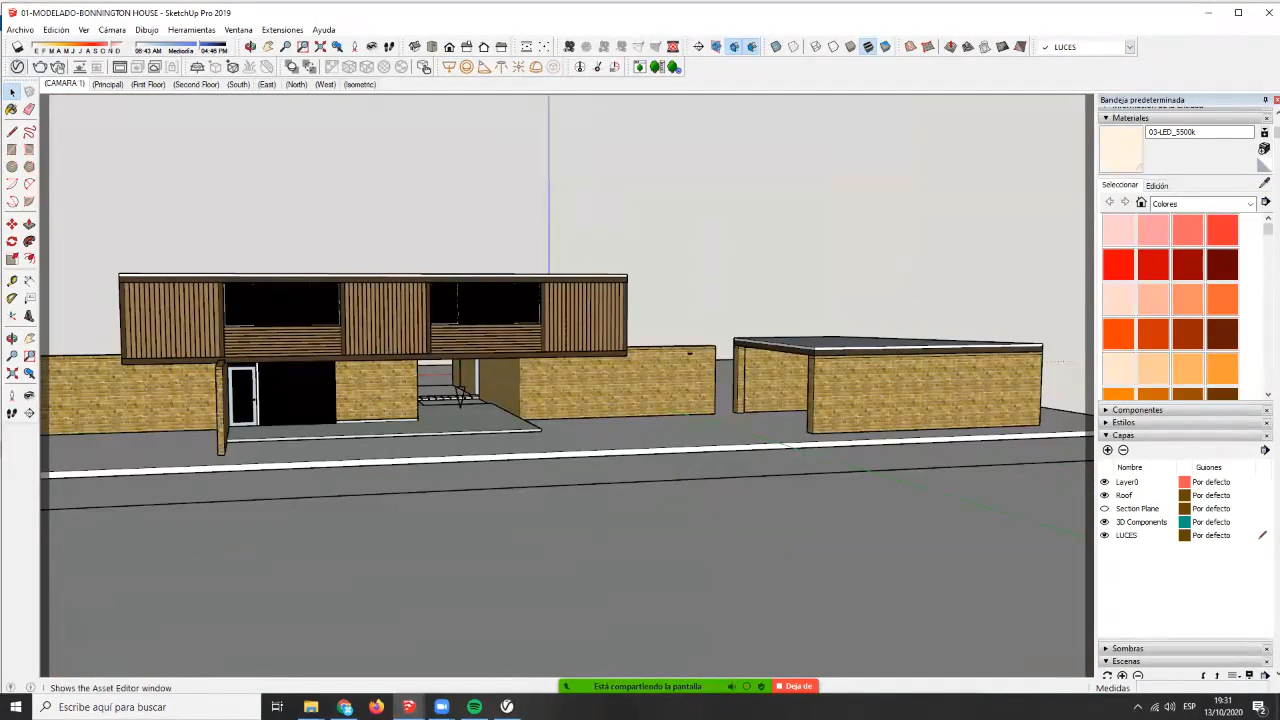 01-MODELADO-BONNINGTON HOUSE - SketchUp Pro 2019
Archivo Edición Ver Cámara Dibujo Herramientas Ventana Extensiones Ayuda
E F M A M J J A S O N D 06:43 AM Mediodía 04:46 PM LUCES
(CAMARA 1) (Principal) (First Floor) (Second Floor) (South) (East) (North) (West) (Isometric)
Bandeja predeterminada
Materiales
03-LED_5500k
Seleccionar Edición
Colores
Componentes
Estilos
Capas
Nombre Guiones
Layer0 Por defecto
Roof Por defecto
Section Plane Por defecto
3D Components Por defecto
LUCES Por defecto
Sombras
Escenas
Shows the Asset Editor window
Está compartiendo la pantalla Deja de
Medidas
Escribe aquí para buscar
ESP
19:31
13/10/2020
2